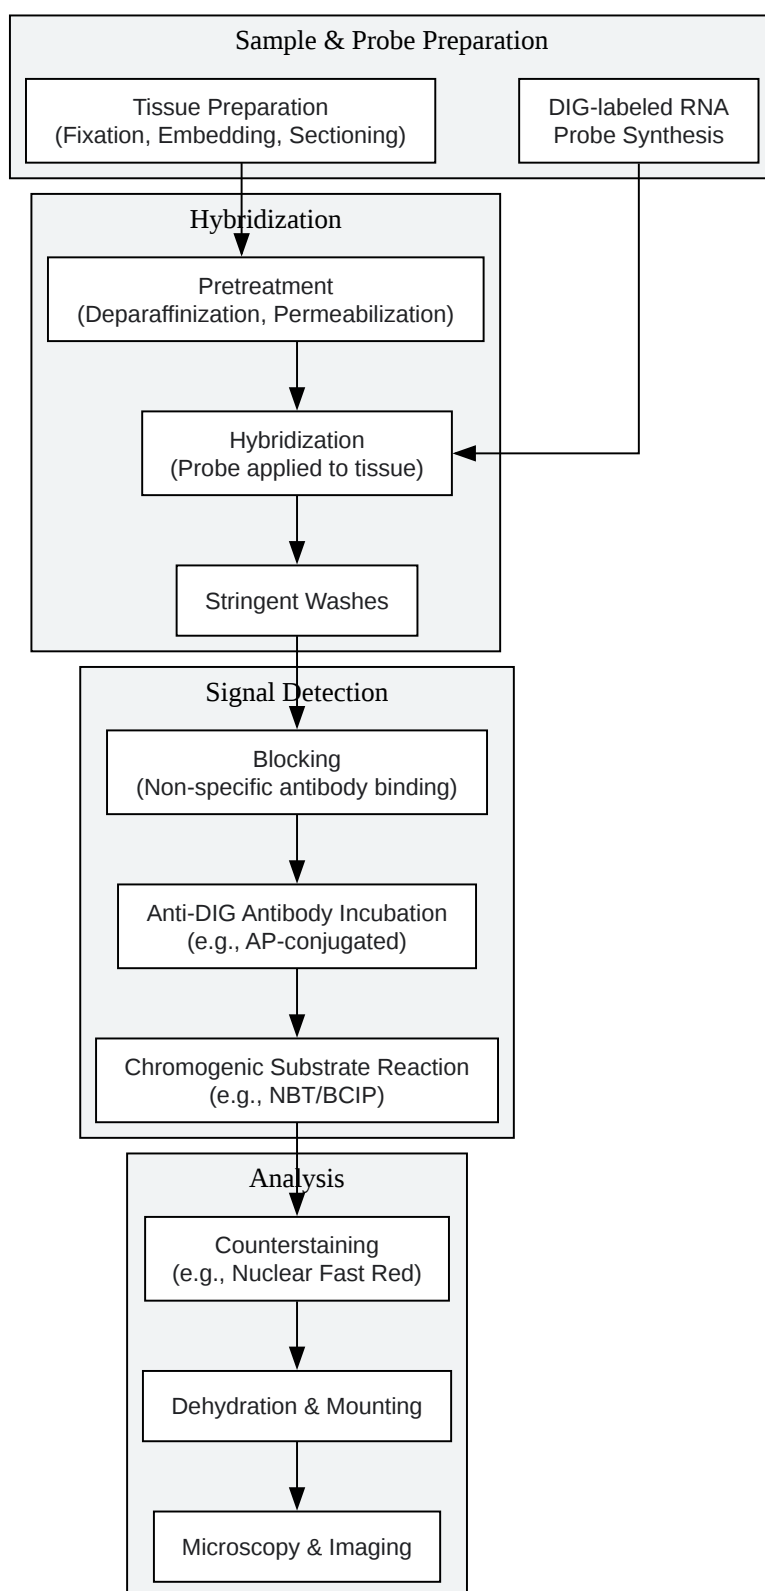 Sample & Probe Preparation
Tissue Preparation
(Fixation, Embedding, Sectioning)
DIG-labeled RNA
Probe Synthesis
Hybridization
Pretreatment
(Deparaffinization, Permeabilization)
Hybridization
(Probe applied to tissue)
Stringent Washes
Signal Detection
Blocking
(Non-specific antibody binding)
Anti-DIG Antibody Incubation
(e.g., AP-conjugated)
Chromogenic Substrate Reaction
(e.g., NBT/BCIP)
Analysis
Counterstaining
(e.g., Nuclear Fast Red)
Dehydration & Mounting
Microscopy & Imaging